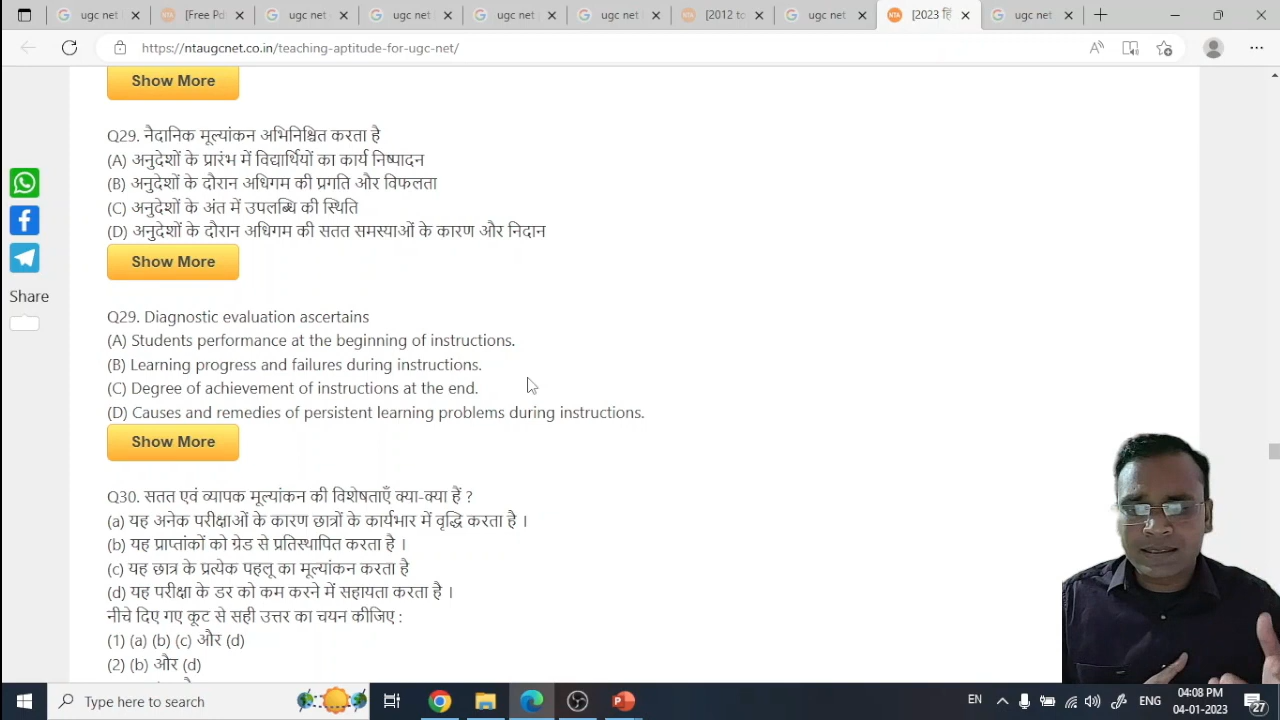 ugc net
[Free Pd
ugc net
ugc net
ugc net
ugc net
[2012 to
ugc net
[2023 हिं
ugc net
https://ntaugcnet.co.in/teaching-aptitude-for-ugc-net/
Show More
Q29. नैदानिक मूल्यांकन अभिनिश्चित करता है
(A) अनुदेशों के प्रारंभ में विद्यार्थियों का कार्य निष्पादन
(B) अनुदेशों के दौरान अधिगम की प्रगति और विफलता
(C) अनुदेशों के अंत में उपलब्धि की स्थिति
(D) अनुदेशों के दौरान अधिगम की सतत समस्याओं के कारण और निदान
Show More
Share
Q29. Diagnostic evaluation ascertains
(A) Students performance at the beginning of instructions.
(B) Learning progress and failures during instructions.
(C) Degree of achievement of instructions at the end.
(D) Causes and remedies of persistent learning problems during instructions.
Show More
Q30. सतत एवं व्यापक मूल्यांकन की विशेषताएँ क्या-क्या हैं ?
(a) यह अनेक परीक्षाओं के कारण छात्रों के कार्यभार में वृद्धि करता है ।
(b) यह प्राप्तांकों को ग्रेड से प्रतिस्थापित करता है ।
(c) यह छात्र के प्रत्येक पहलू का मूल्यांकन करता है
(d) यह परीक्षा के डर को कम करने में सहायता करता है ।
नीचे दिए गए कूट से सही उत्तर का चयन कीजिए :
(1) (a) (b) (c) और (d)
(2) (b) और (d)
Type here to search
EN
ENG
04:08 PM
04-01-2023
27